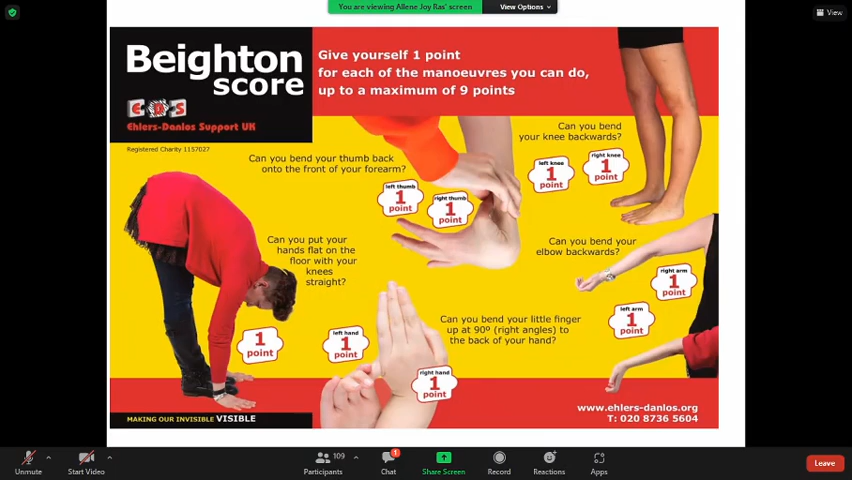 You are viewing Allene Joy Ras' screen
View Options
View
Beighton
score
EDS
Ehlers-Danlos Support UK
Registered Charity 1157027
Give yourself 1 point
for each of the manoeuvres you can do,
up to a maximum of 9 points
Can you bend your thumb back
onto the front of your forearm?
left thumb
1
point
right thumb
1
point
Can you bend
your knee backwards?
left knee
1
point
right knee
1
point
Can you put your
hands flat on the
floor with your
knees
straight?
1
point
Can you bend your
elbow backwards?
right arm
1
point
left arm
1
point
Can you bend your little finger
up at 90º (right angles) to
the back of your hand?
left hand
1
point
right hand
1
point
MAKING OUR INVISIBLE VISIBLE
www.ehlers-danlos.org
T: 020 8736 5604
Unmute
Start Video
109
Participants
1
Chat
Share Screen
Record
Reactions
Apps
Leave